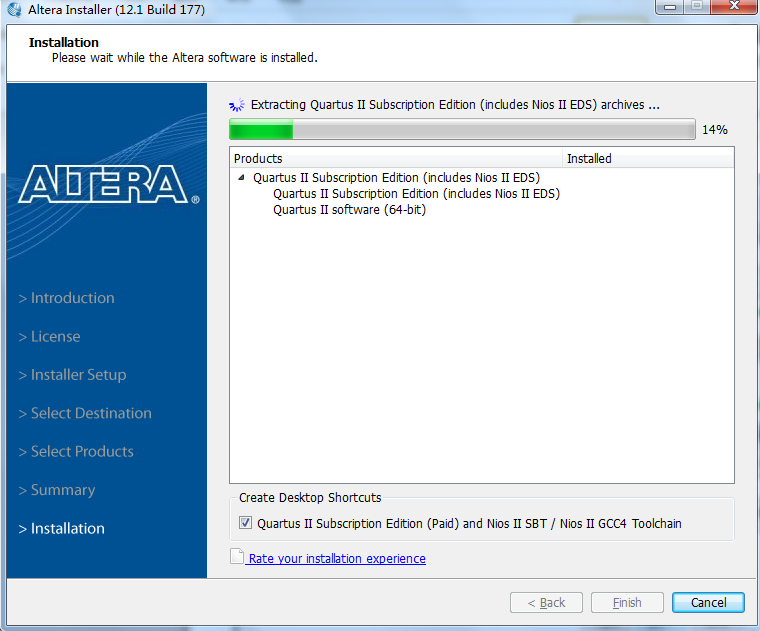 Altera Installer (12.1 Build 177)
Installation
Please wait while the Altera software is installed.
Extracting Quartus II Subscription Edition (includes Nios II EDS) archives ...
14%
Products Installed
Quartus II Subscription Edition (includes Nios II EDS)
Quartus II Subscription Edition (includes Nios II EDS)
Quartus II software (64-bit)
ALTERA®
> Introduction
> License
> Installer Setup
> Select Destination
> Select Products
> Summary
> Installation
Create Desktop Shortcuts
Quartus II Subscription Edition (Paid) and Nios II SBT / Nios II GCC4 Toolchain
Rate your installation experience
< Back Finish Cancel